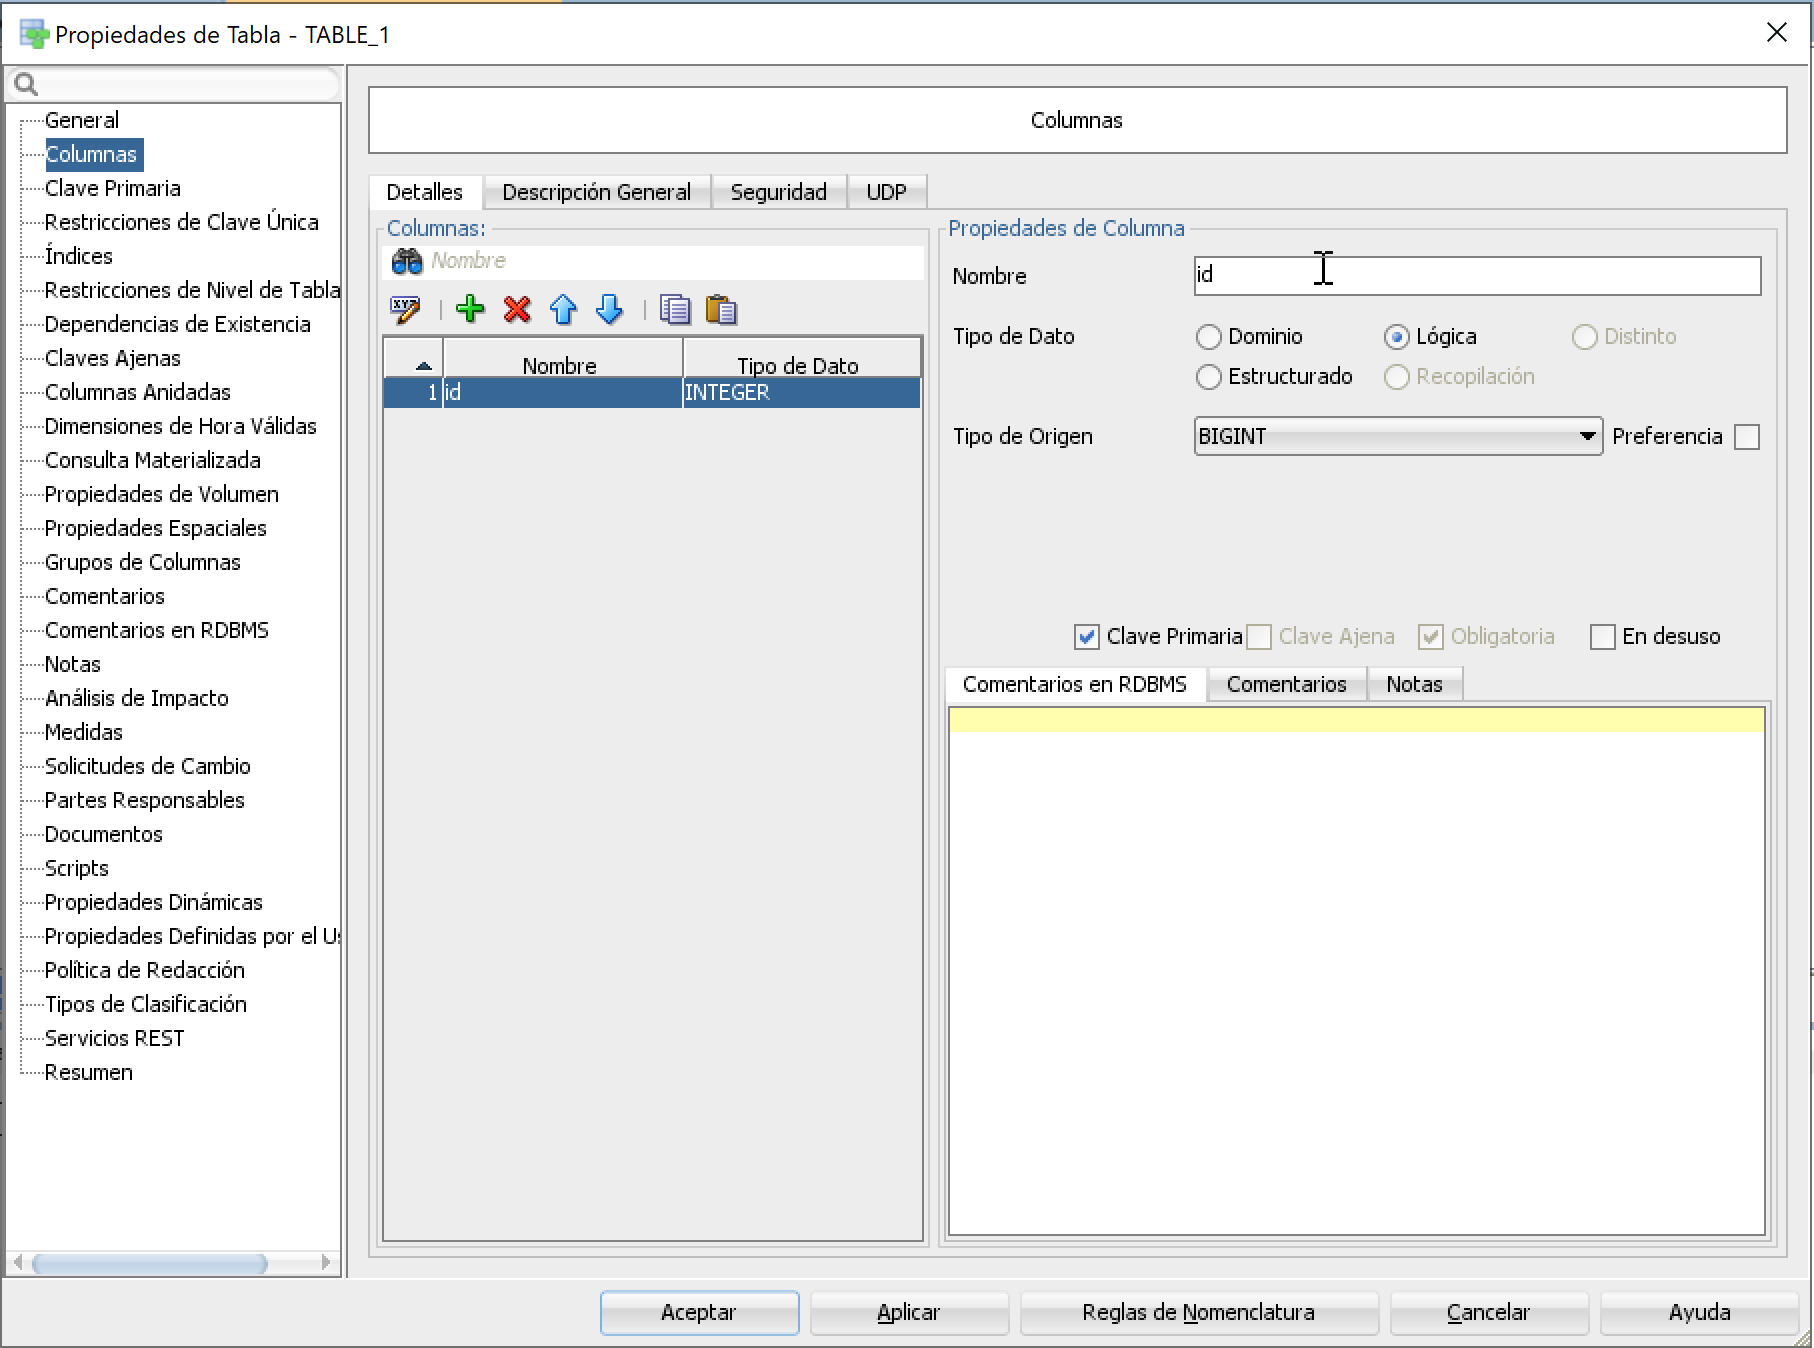 Propiedades de Tabla - TABLE_1
General
Columnas
Clave Primaria
Restricciones de Clave Única
Índices
Restricciones de Nivel de Tabla
Dependencias de Existencia
Claves Ajenas
Columnas Anidadas
Dimensiones de Hora Válidas
Consulta Materializada
Propiedades de Volumen
Propiedades Espaciales
Grupos de Columnas
Comentarios
Comentarios en RDBMS
Notas
Análisis de Impacto
Medidas
Solicitudes de Cambio
Partes Responsables
Documentos
Scripts
Propiedades Dinámicas
Propiedades Definidas por el
Política de Redacción
Tipos de Clasificación
Servicios REST
Resumen
Columnas
Detalles Descripción General Seguridad UDP
Columnas:
Nombre
XYZ
Nombre Tipo de Dato
1 id INTEGER
Propiedades de Columna
Nombre id
Tipo de Dato Dominio Lógica Distinto
Estructurado Recopilación
Tipo de Origen BIGINT Preferencia
Clave Primaria Clave Ajena Obligatoria En desuso
Comentarios en RDBMS Comentarios Notas
Aceptar Aplicar Reglas de Nomenclatura Cancelar Ayuda